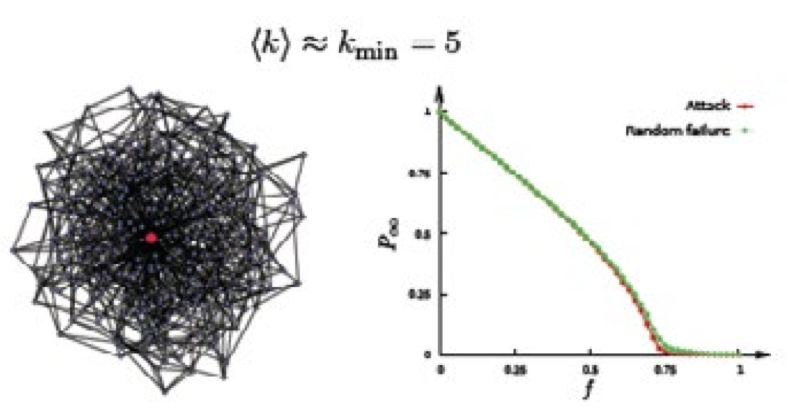 ⟨k⟩ ≈ k_min = 5
Attack
Random failure
1
0.75
0.5
0.25
0
P∞
0 0.25 0.5 0.75 1
f